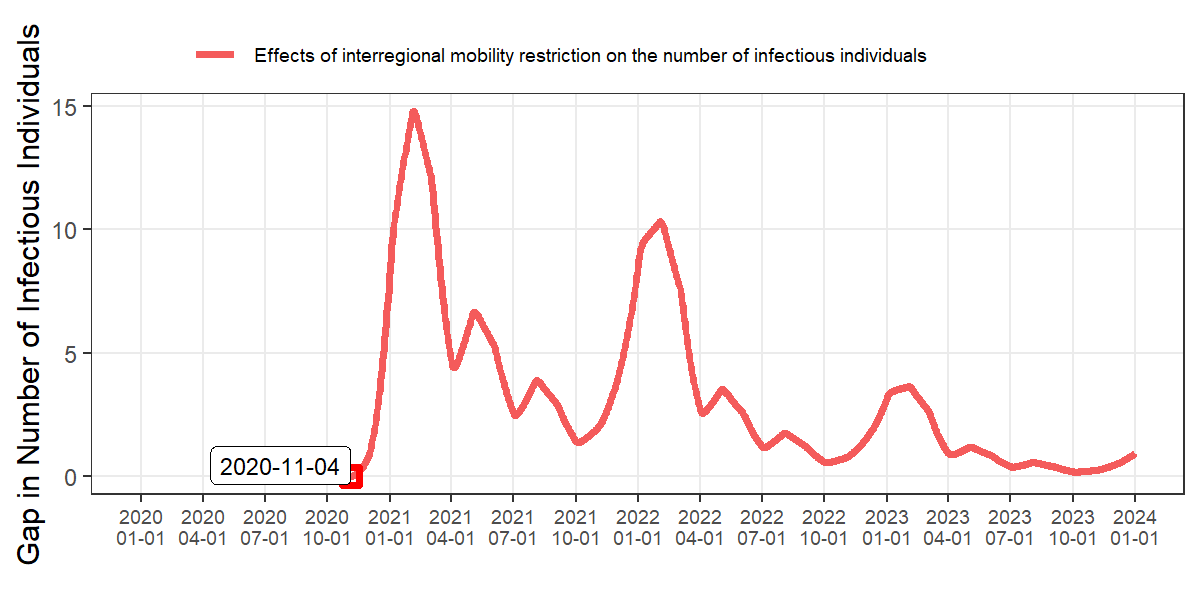 Effects of interregional mobility restriction on the number of infectious individuals
Gap in Number of Infectious Individuals
15
10
5
0
2020-11-04
2020 2020 2020 2020 2021 2021 2021 2021 2022 2022 2022 2022 2023 2023 2023 2023 2024
01-01 04-01 07-01 10-01 01-01 04-01 07-01 10-01 01-01 04-01 07-01 10-01 01-01 04-01 07-01 10-01 01-01